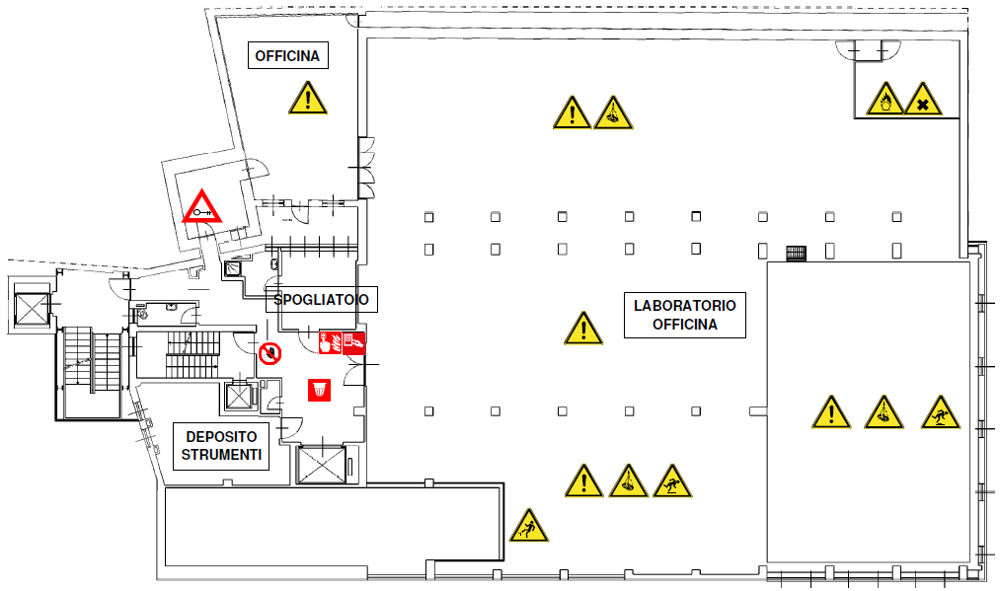 OFFICINA
SPOGLIATOIO
LABORATORIO
OFFICINA
DEPOSITO
STRUMENTI